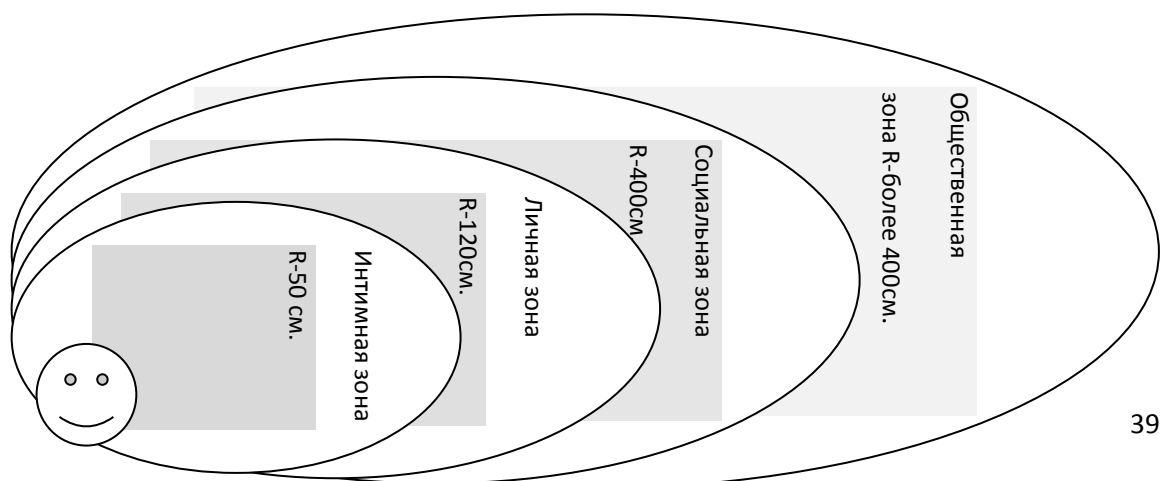 Интимная зона
R-50 см.
Личная зона
R-120см.
Социальная зона
R-400см
Общественная
зона R-более 400см.
39